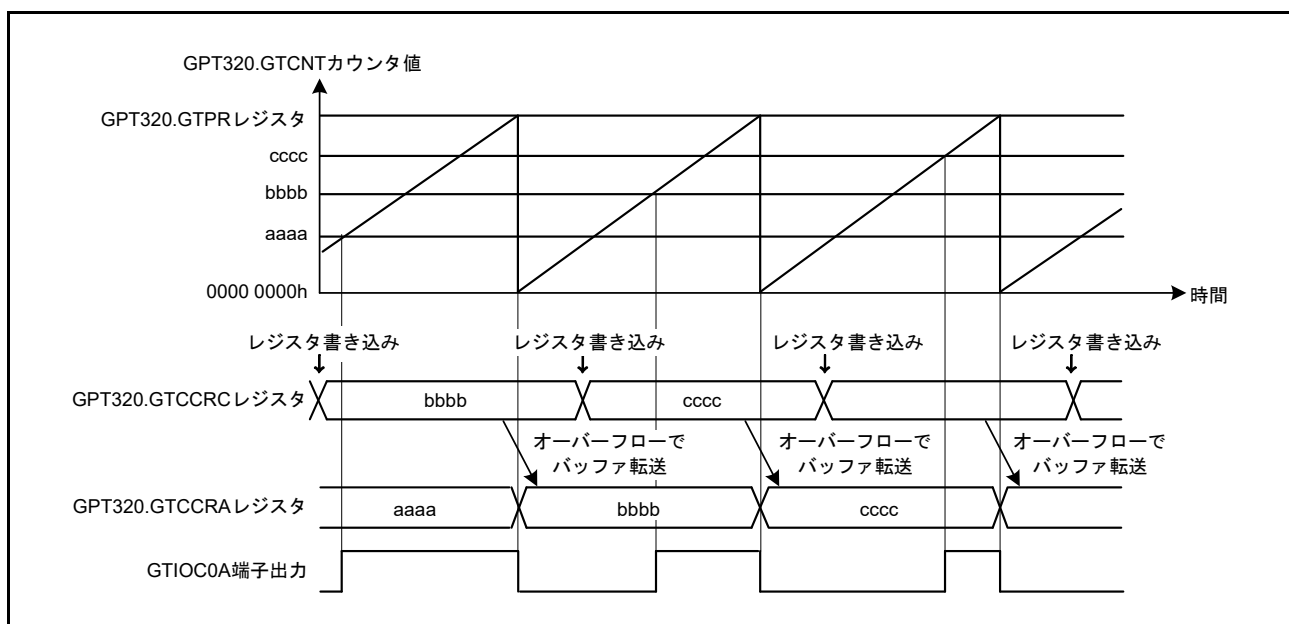 GPT320.GTCNTカウンタ値
GPT320.GTPRレジスタ
cccc
bbbb
aaaa
0000 0000h
時間
レジスタ書き込み
レジスタ書き込み
レジスタ書き込み
レジスタ書き込み
GPT320.GTCCRCレジスタ
bbbb
cccc
オーバーフローで
バッファ転送
オーバーフローで
バッファ転送
オーバーフローで
バッファ転送
GPT320.GTCCRAレジスタ
aaaa
bbbb
cccc
GTIOC0A端子出力